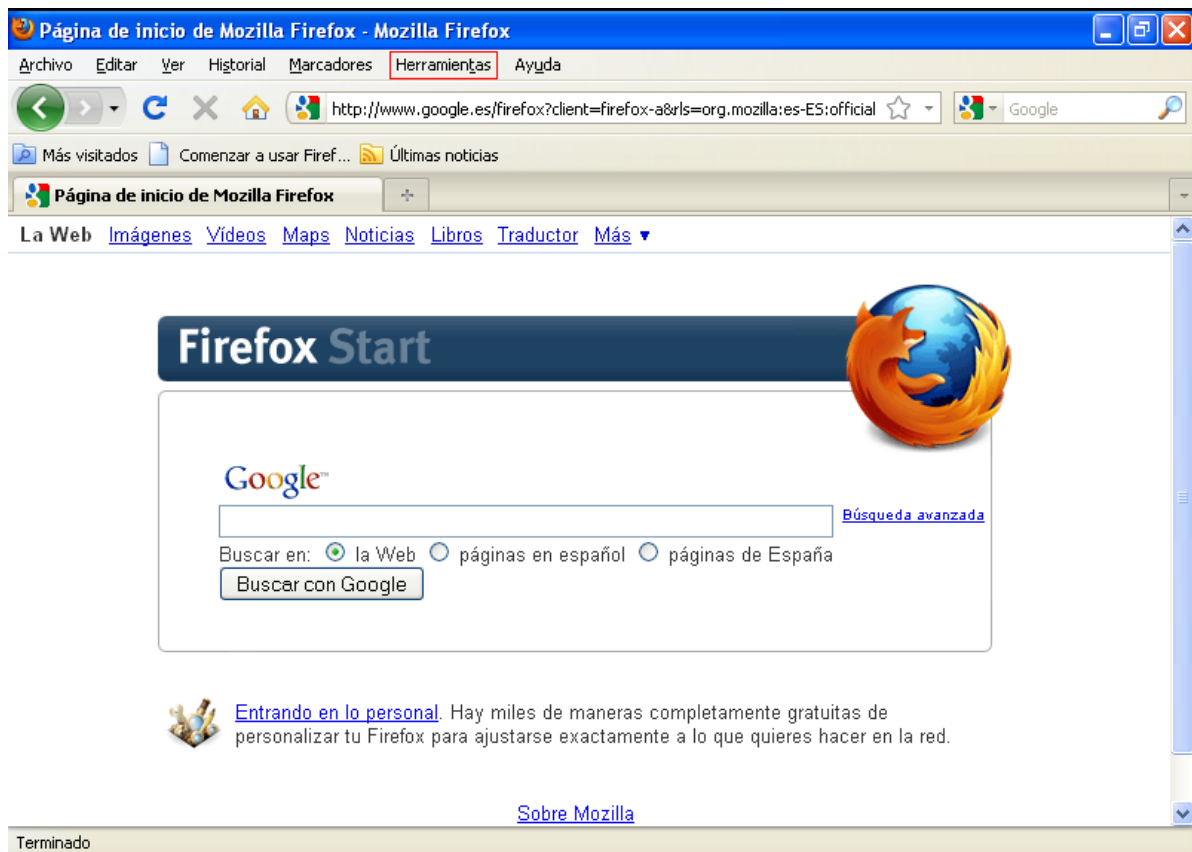 Página de inicio de Mozilla Firefox - Mozilla Firefox
Archivo Editar Ver Historial Marcadores Herramientas Ayuda
http://www.google.es/firefox?client=firefox-a&rls=org.mozilla:es-ES:official Google
Más visitados Comenzar a usar Firef... Últimas noticias
Página de inicio de Mozilla Firefox
La Web Imágenes Vídeos Maps Noticias Libros Traductor Más ▼
Firefox Start
Google™
Búsqueda avanzada
Buscar en: la Web páginas en español páginas de España
Buscar con Google
Entrando en lo personal. Hay miles de maneras completamente gratuitas de
personalizar tu Firefox para ajustarse exactamente a lo que quieres hacer en la red.
Sobre Mozilla
Terminado